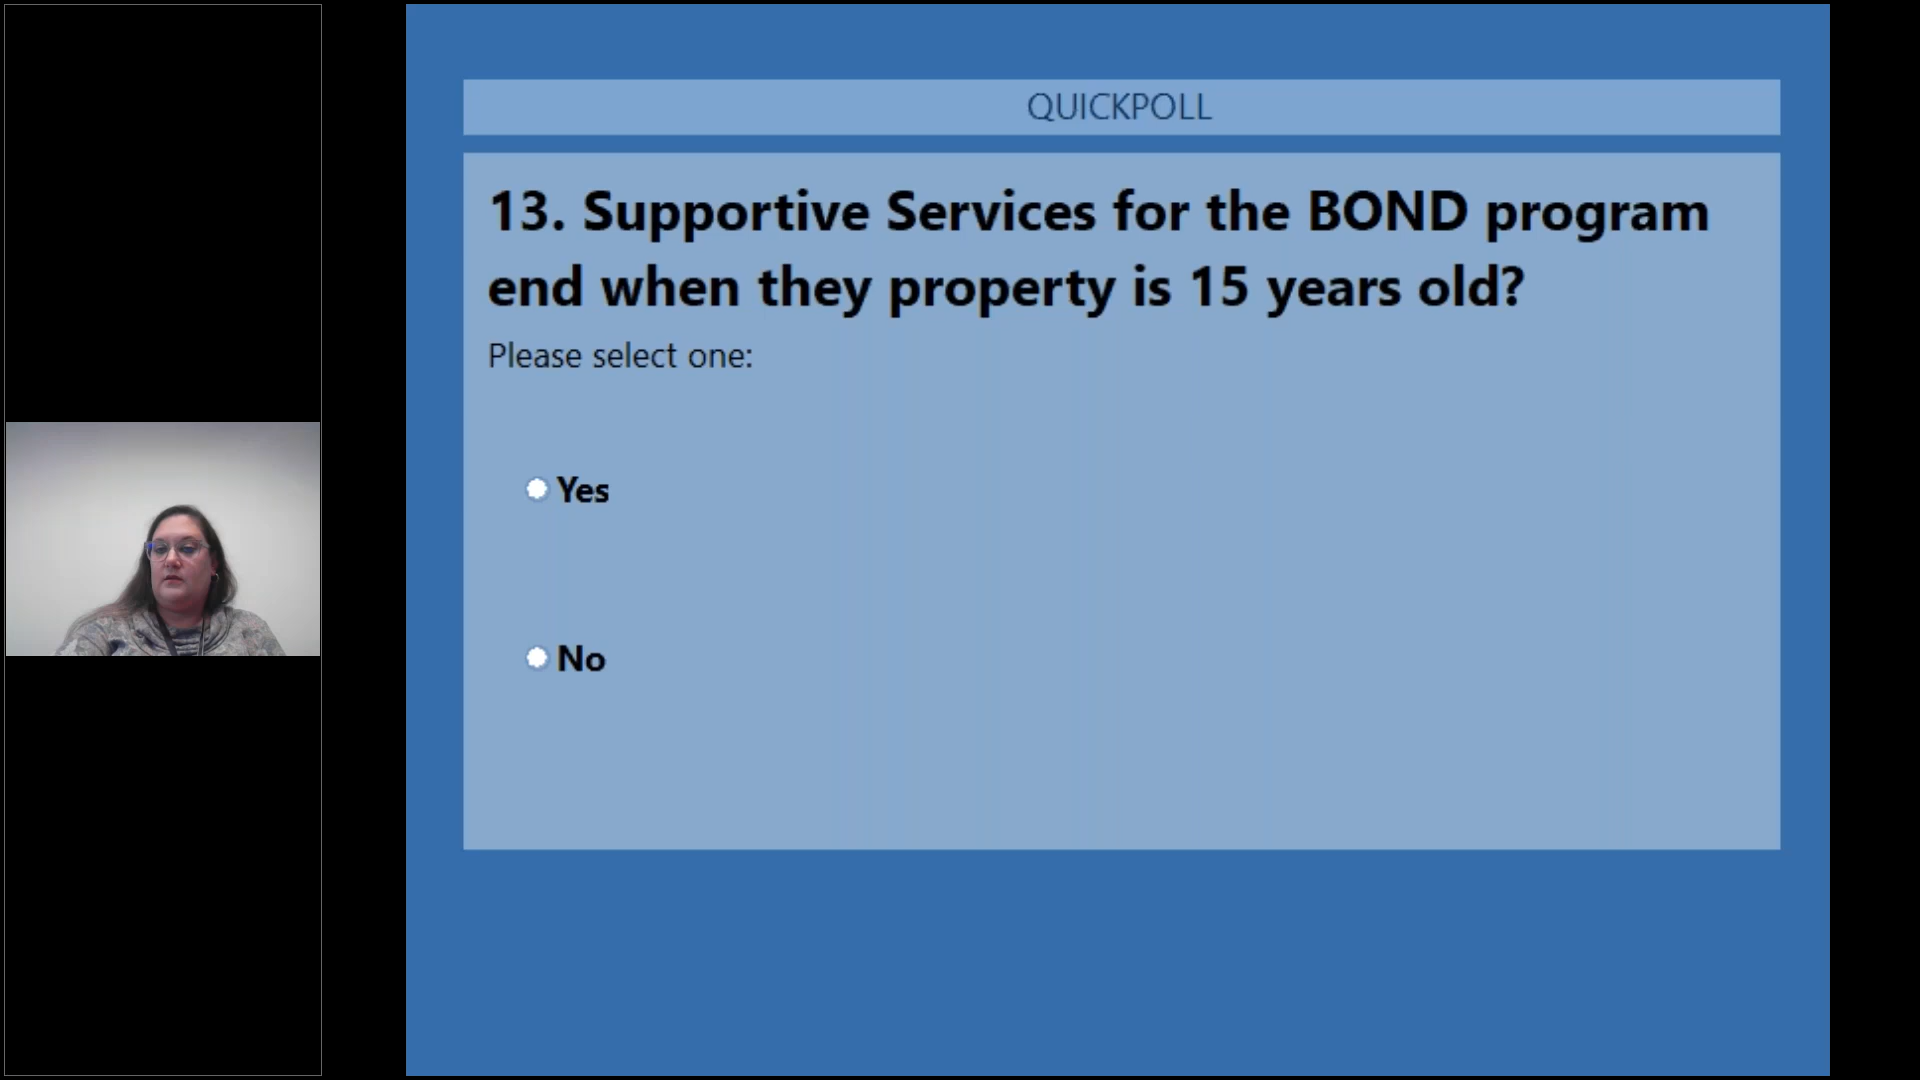 QUICKPOLL
13. Supportive Services for the BOND program
end when they property is 15 years old?
Please select one:
Yes
No